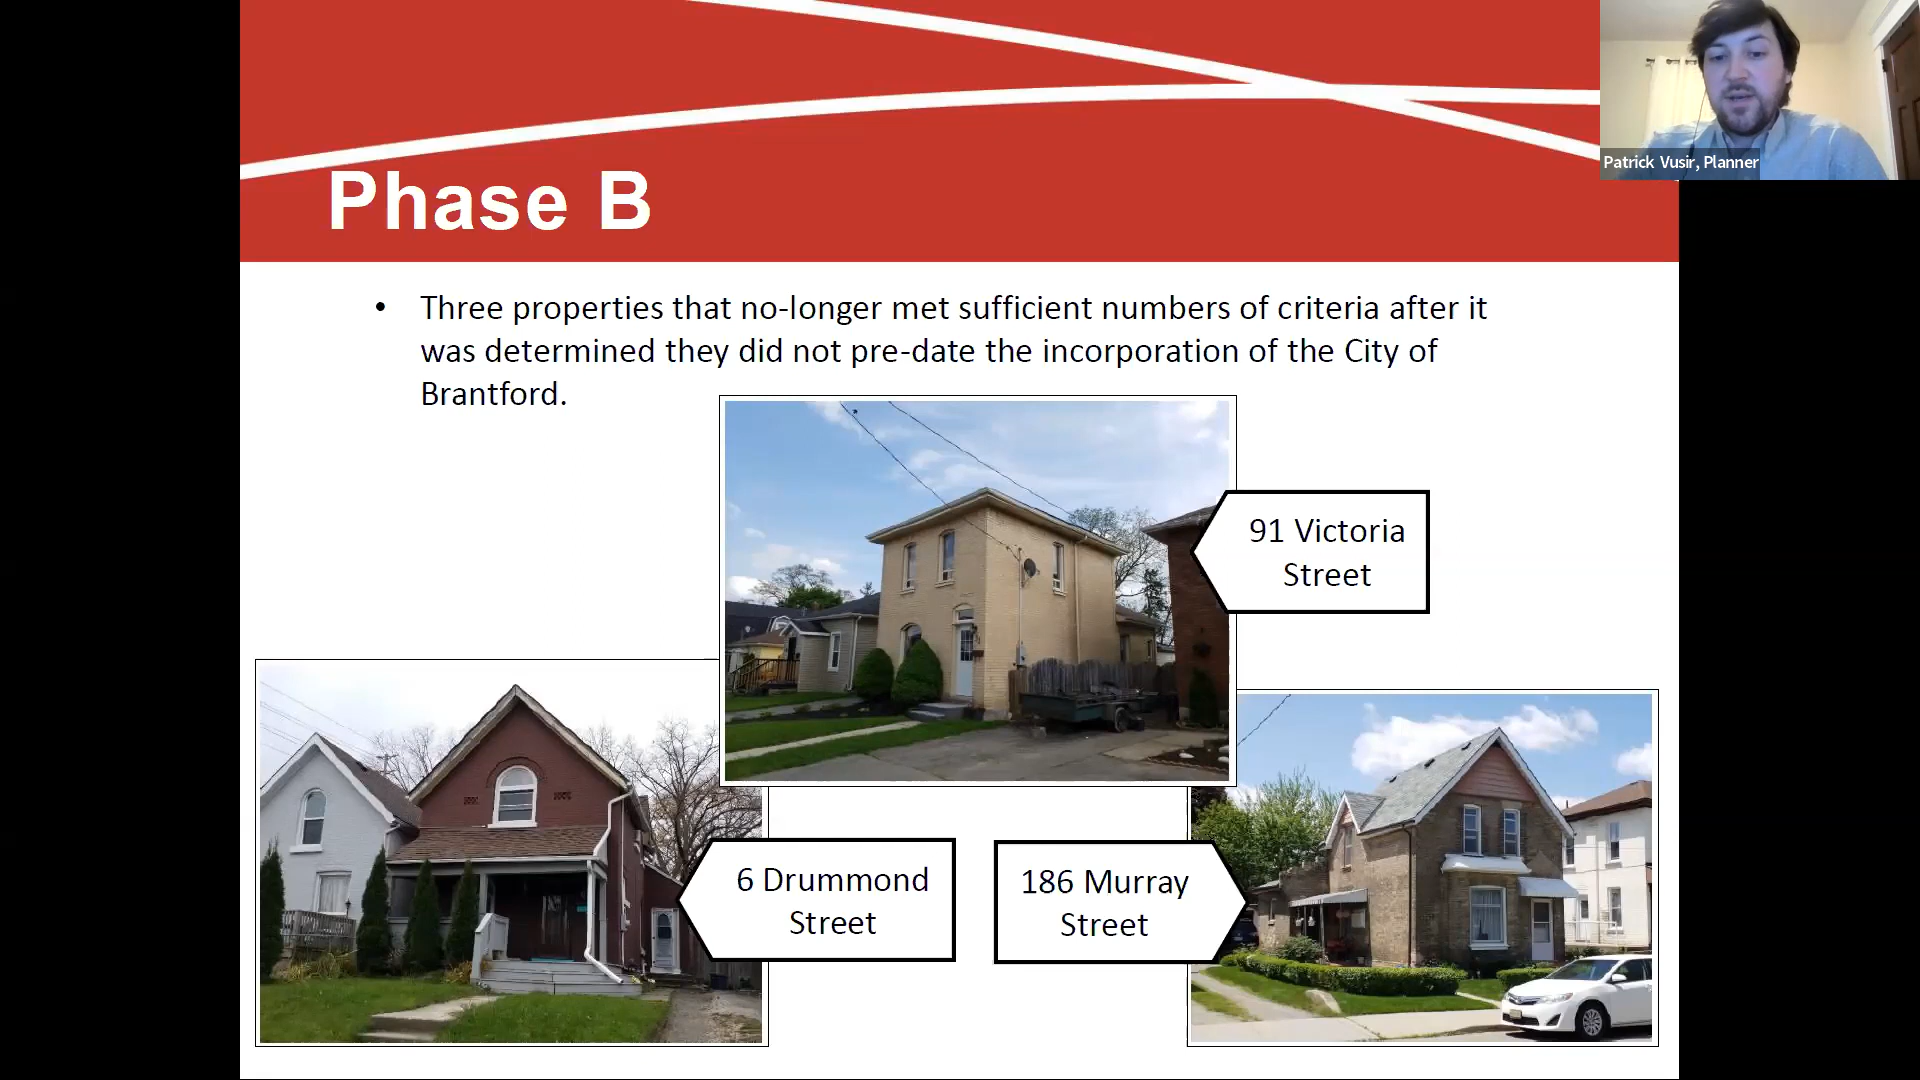 Patrick Vusir, Planner
Phase B
• Three properties that no-longer met sufficient numbers of criteria after it
was determined they did not pre-date the incorporation of the City of
Brantford.
91 Victoria
Street
6 Drummond
Street
186 Murray
Street